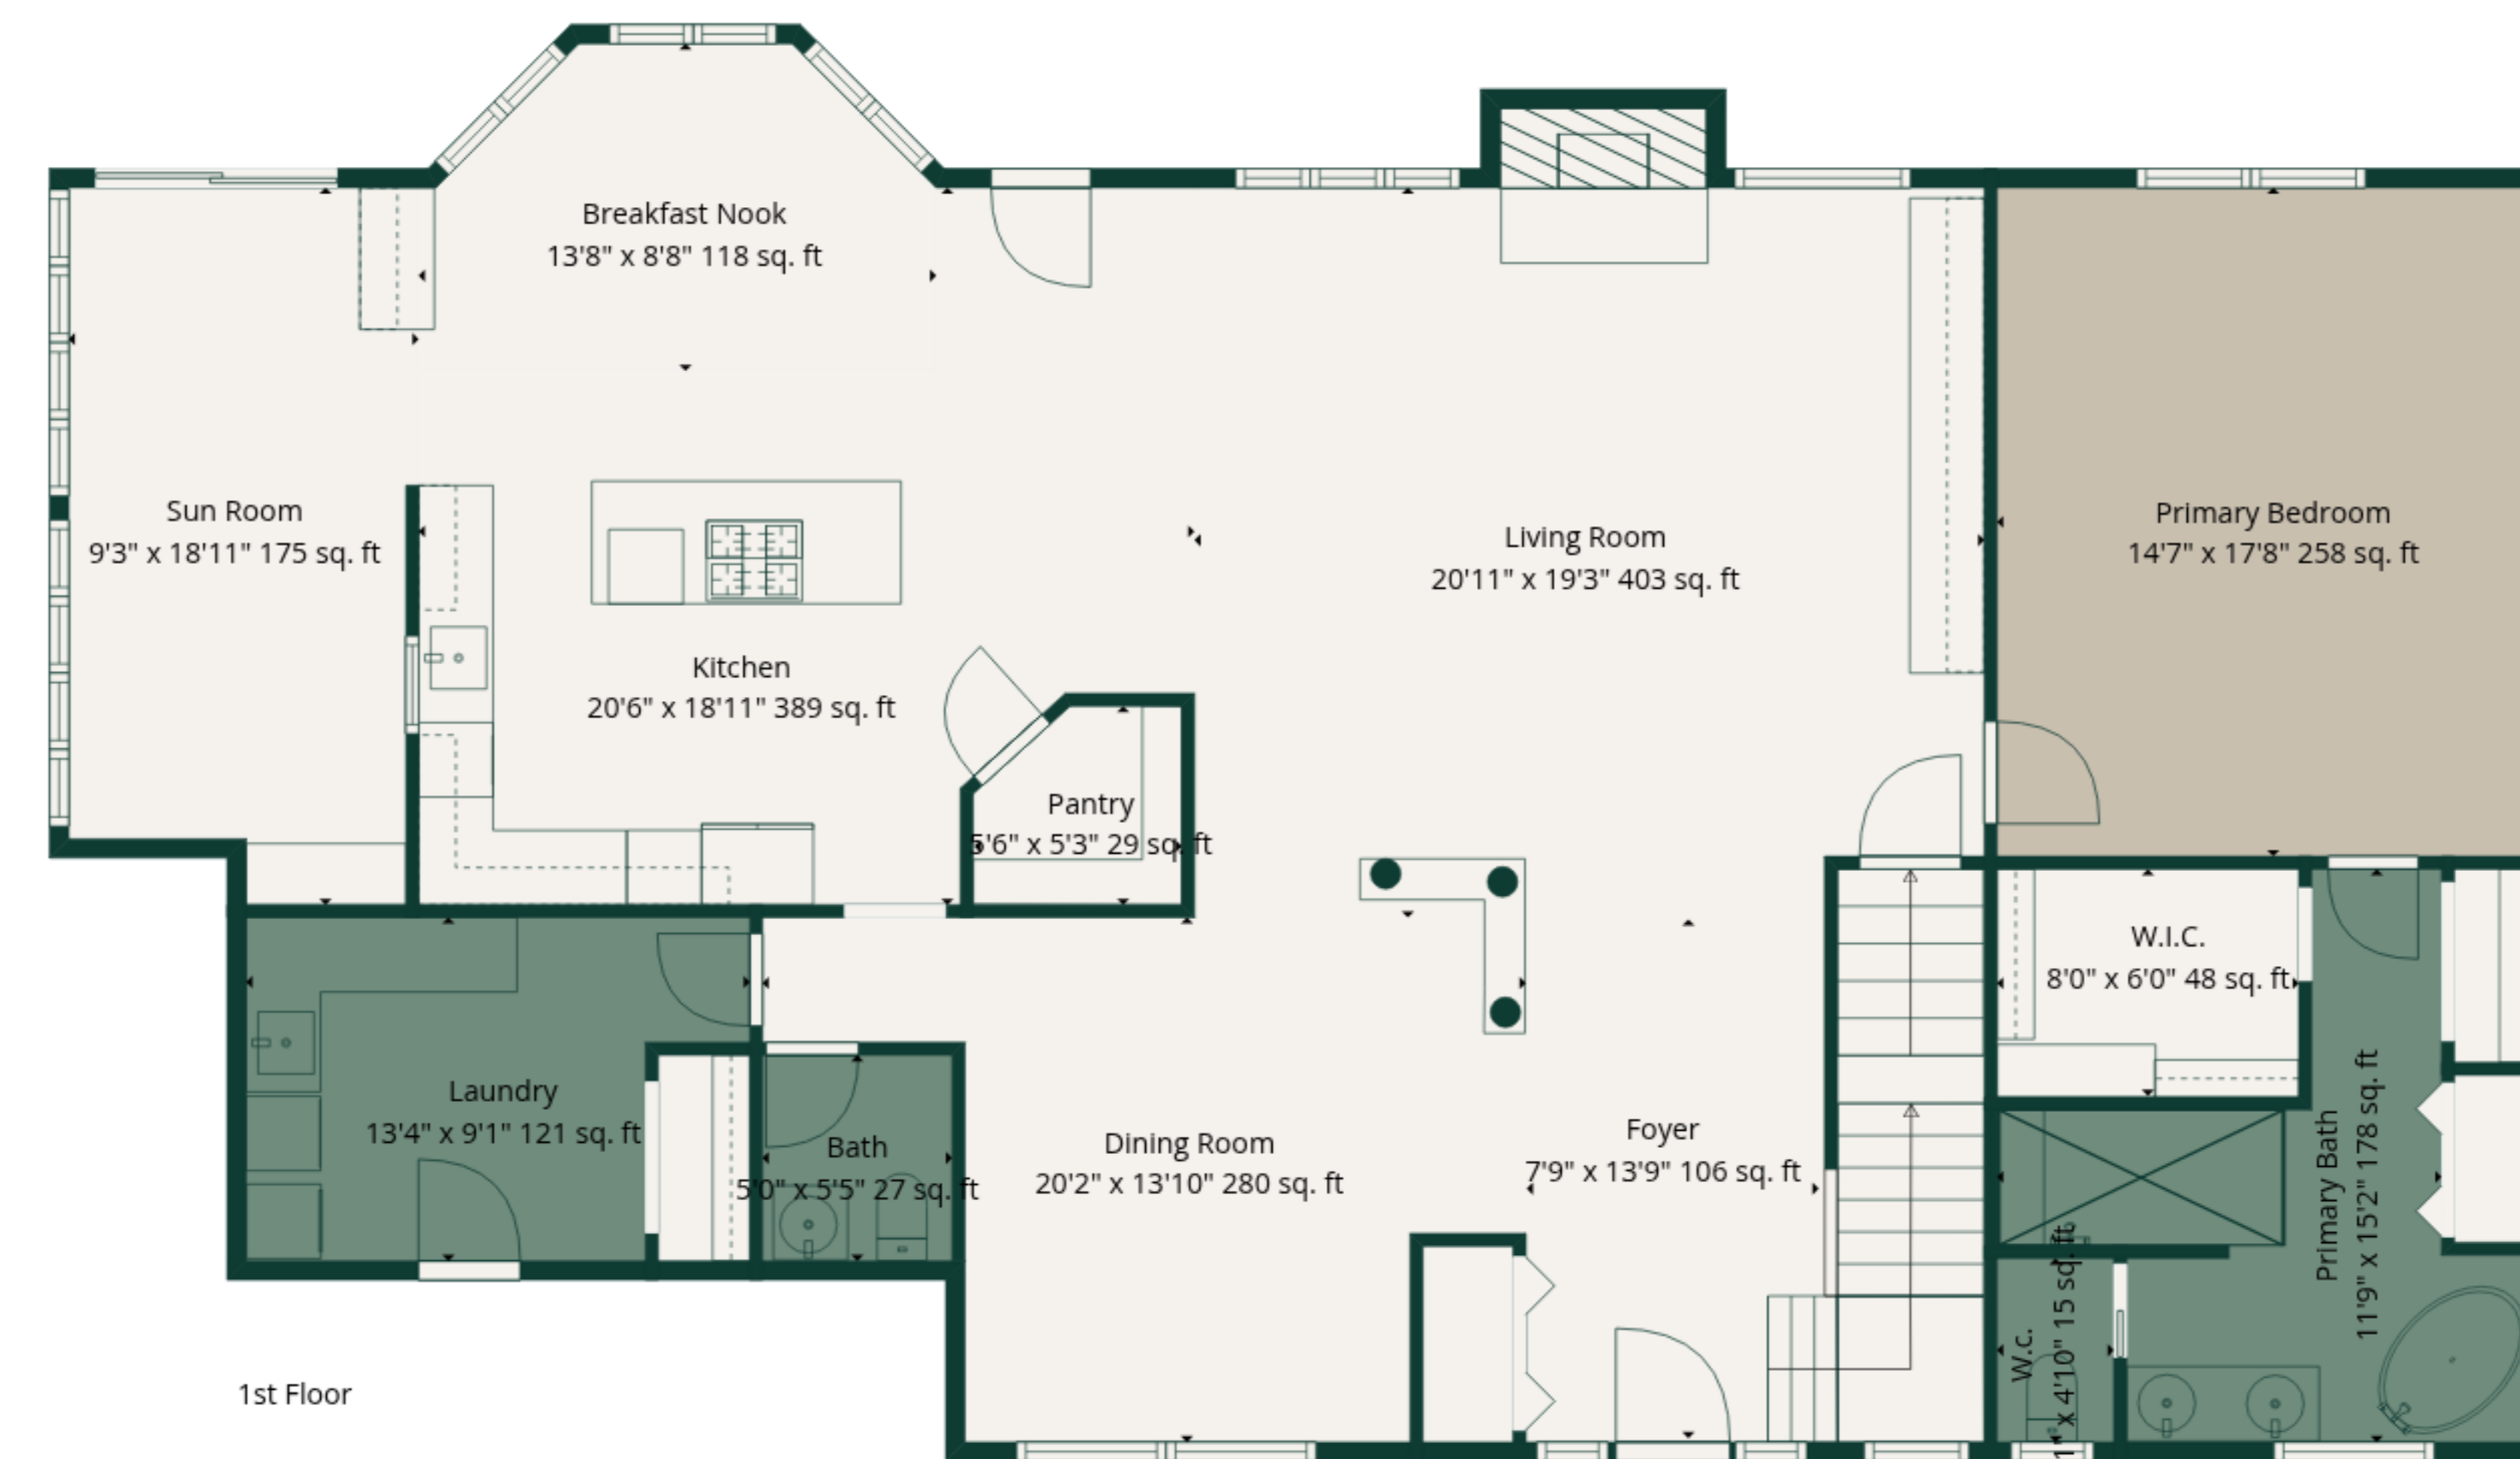 Breakfast Nook
13'8" x 8'8" 118 sq. ft
Sun Room
9'3" x 18'11" 175 sq. ft
Living Room
20'11" x 19'3" 403 sq. ft
Primary Bedroom
14'7" x 17'8" 258 sq. ft
Kitchen
20'6" x 18'11" 389 sq. ft
Pantry
5'6" x 5'3" 29 sq. ft
W.I.C.
8'0" x 6'0" 48 sq. ft
Laundry
13'4" x 9'1" 121 sq. ft
Bath
5'0" x 5'5" 27 sq. ft
Dining Room
20'2" x 13'10" 280 sq. ft
Foyer
7'9" x 13'9" 106 sq. ft
Primary Bath
11'9" x 15'2" 178 sq. ft
W.c.
x 4'10" 15 sq. ft
1st Floor